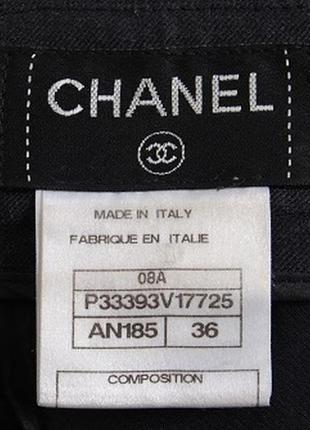 CHANEL
MADE IN ITALY
FABRIQUE EN ITALIE
08A
P33393V17725
AN185 36
COMPOSITION